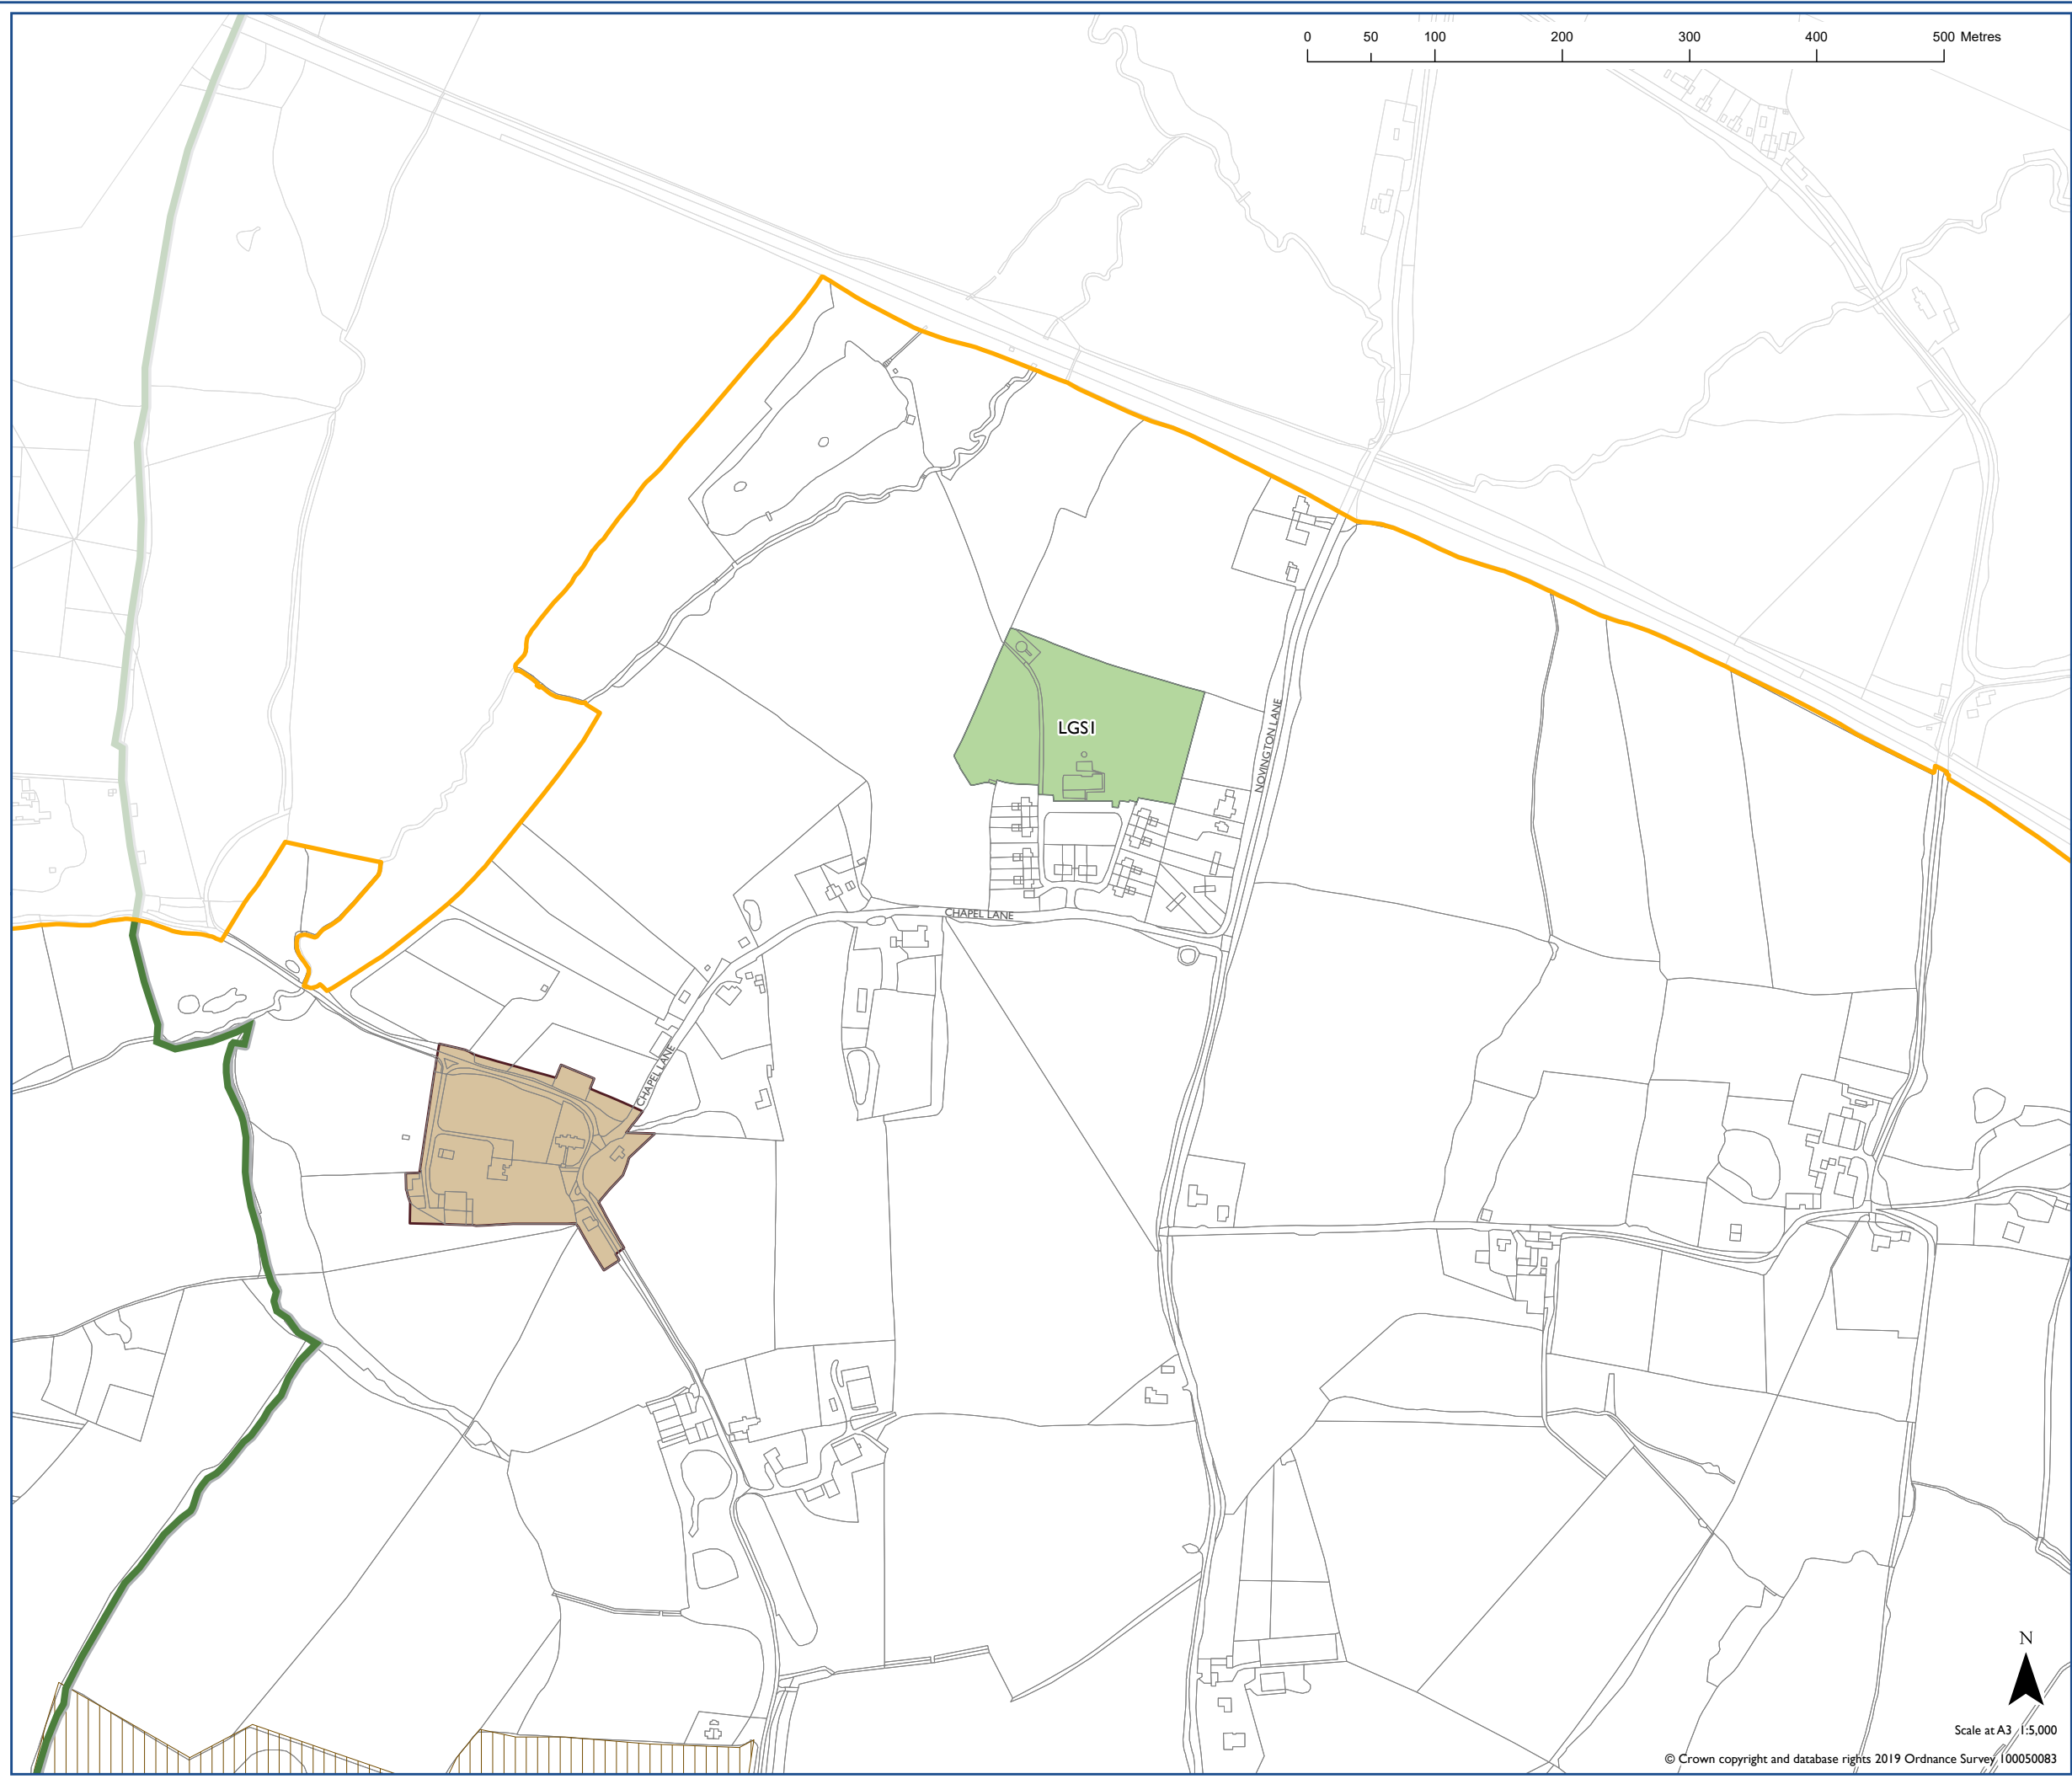 0 50 100 200 300 400 500 Metres
LGS1
NOVINGTON LANE
CHAPEL LANE
CHAPEL LANE
N
Scale at A3 1:5,000
© Crown copyright and database rights 2019 Ordnance Survey 100050083